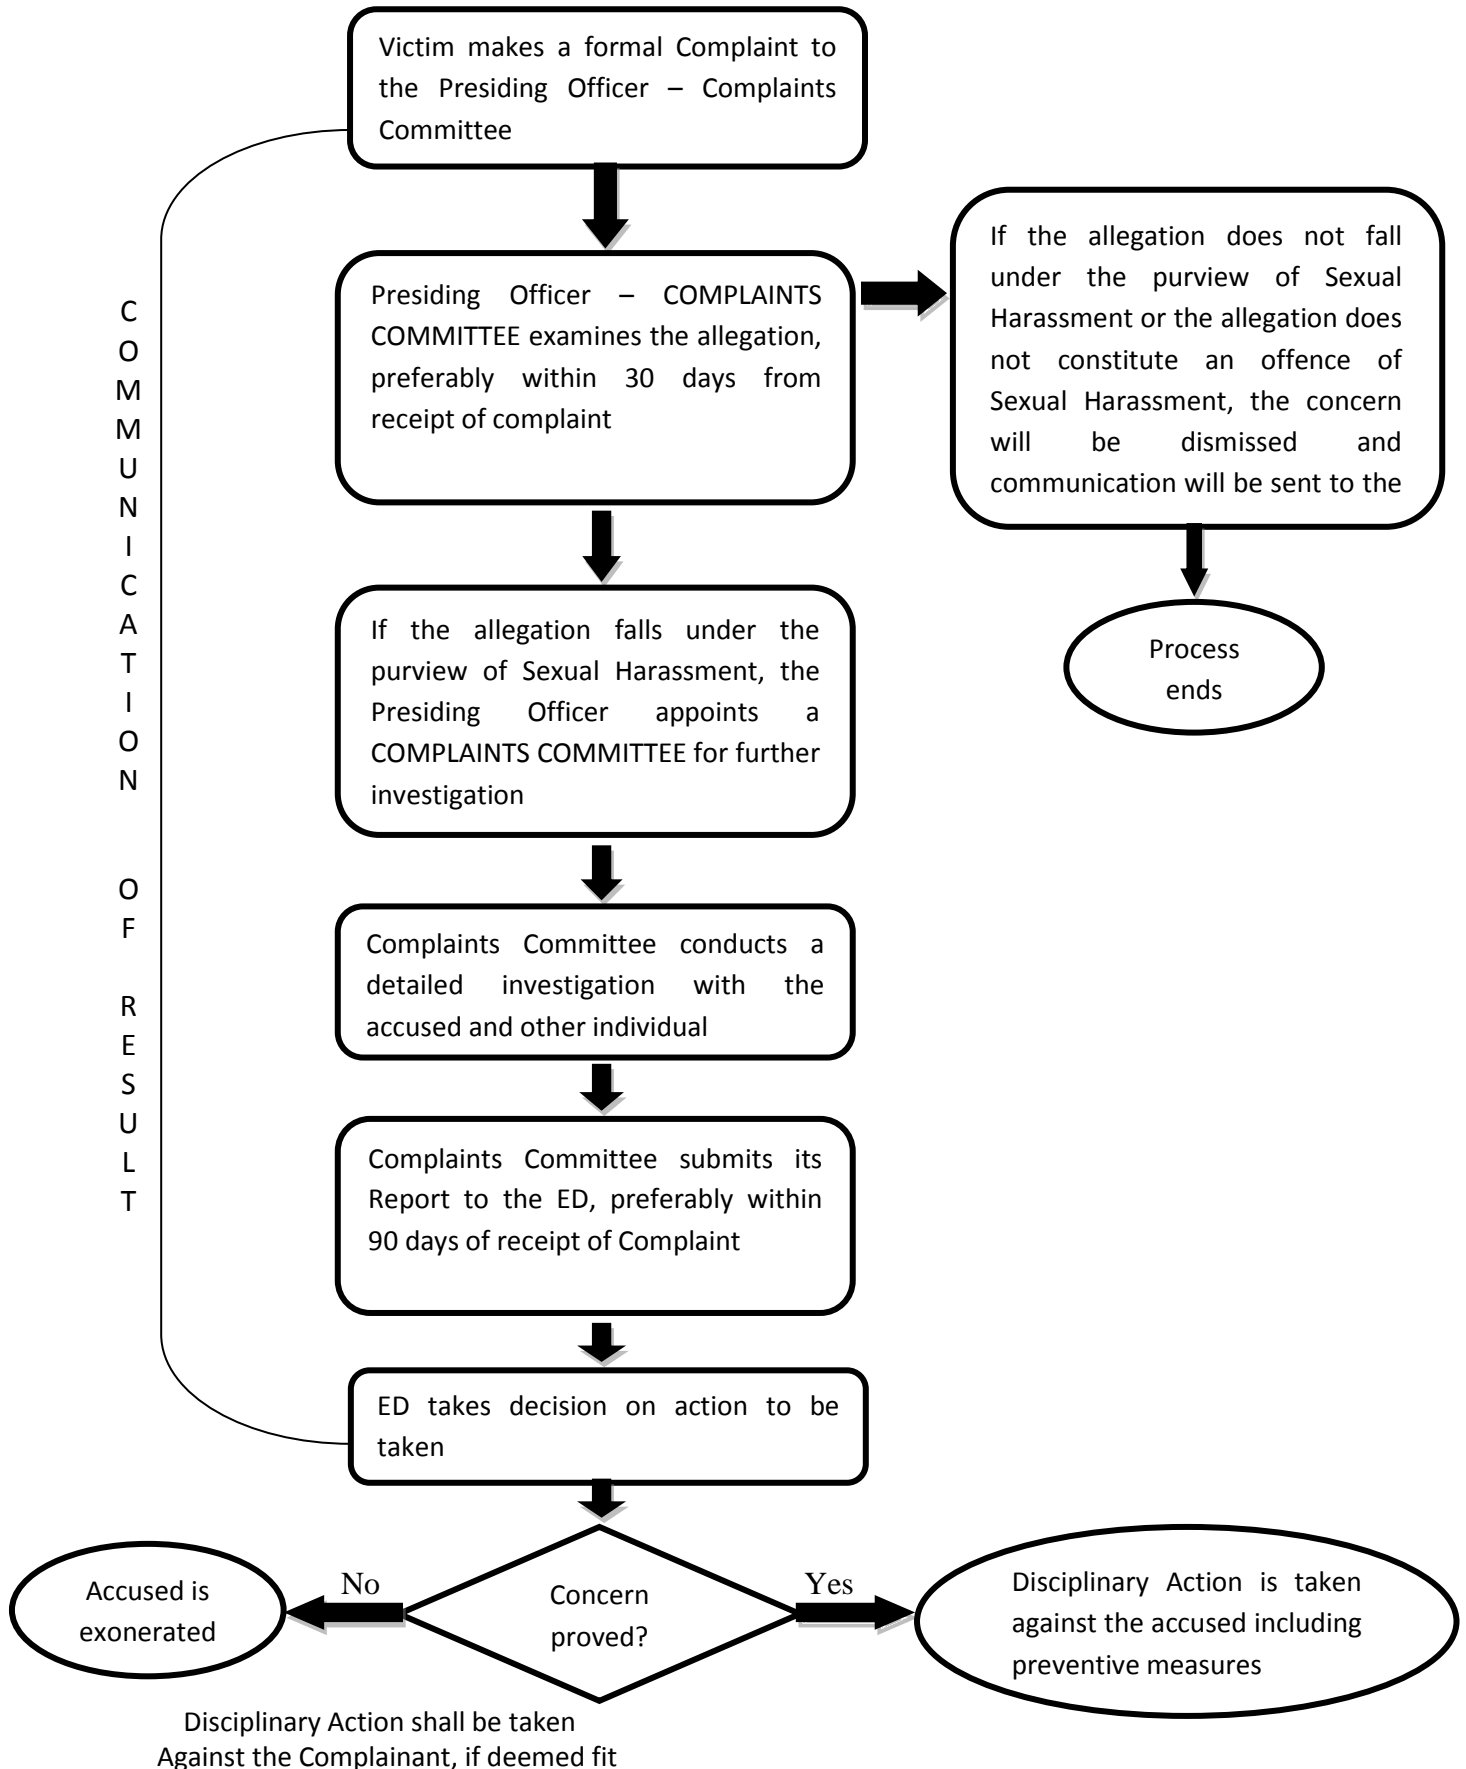 Victim makes a formal Complaint to
the Presiding Officer – Complaints
Committee
Presiding Officer – COMPLAINTS
COMMITTEE examines the allegation,
preferably within 30 days from
receipt of complaint
If the allegation does not fall
under the purview of Sexual
Harassment or the allegation does
not constitute an offence of
Sexual Harassment, the concern
will be dismissed and
communication will be sent to the
Process
ends
If the allegation falls under the
purview of Sexual Harassment, the
Presiding Officer appoints a
COMPLAINTS COMMITTEE for further
investigation
Complaints Committee conducts a
detailed investigation with the
accused and other individual
Complaints Committee submits its
Report to the ED, preferably within
90 days of receipt of Complaint
ED takes decision on action to be
taken
COMMUNICATION OF RESULT
Concern
proved?
No
Accused is
exonerated
Yes
Disciplinary Action is taken
against the accused including
preventive measures
Disciplinary Action shall be taken
Against the Complainant, if deemed fit